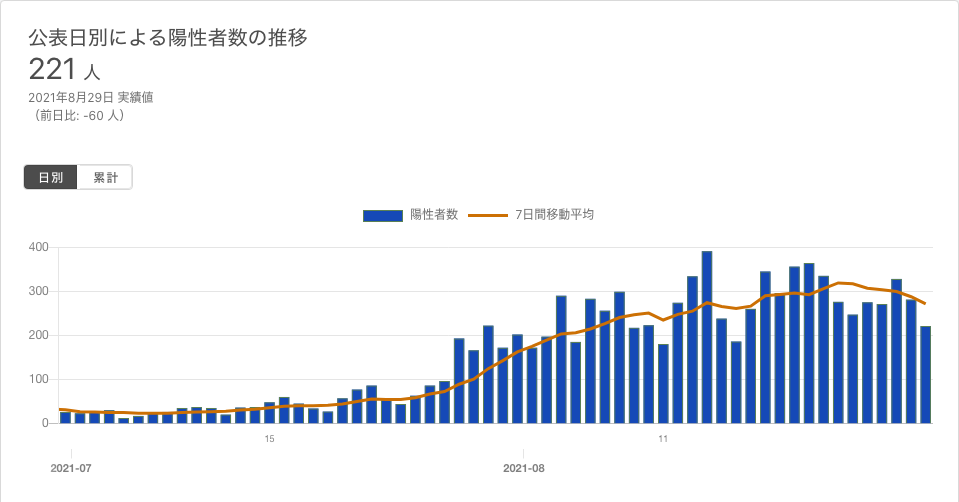 公表日別による陽性者数の推移
221 人
2021年8月29日 実績値
（前日比: -60 人）
日別 累計
陽性者数 7日間移動平均
400
300
200
100
0
15 11
2021-07 2021-08